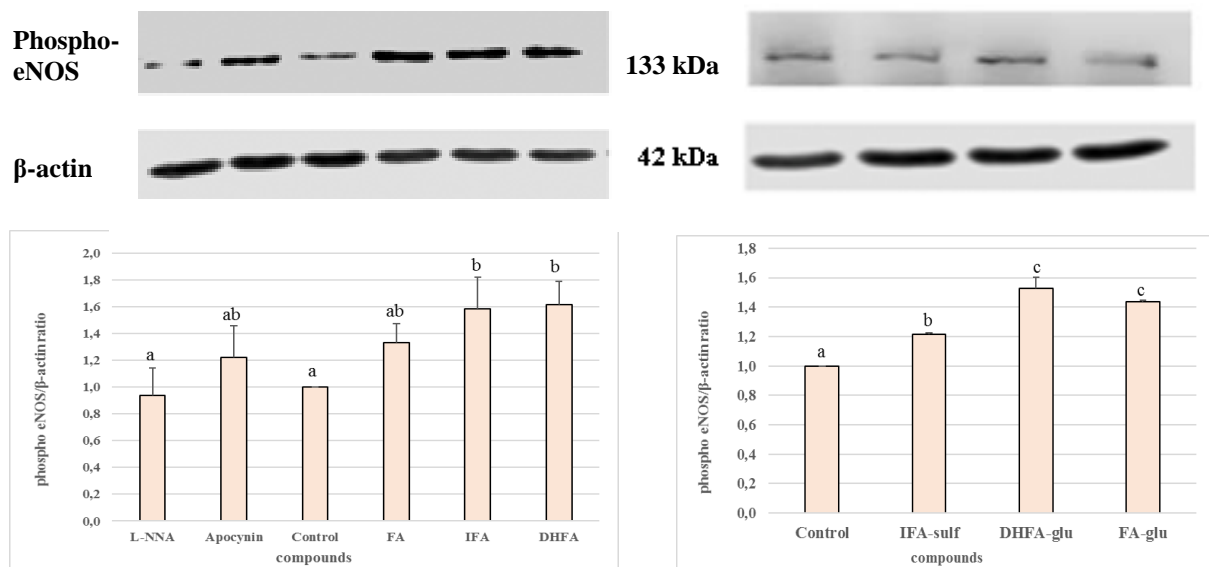 Phospho-
eNOS
133 kDa
β-actin
42 kDa
phospho eNOS/β-actin ratio
2,0
1,8
1,6
1,4
1,2
1,0
0,8
0,6
0,4
0,2
0,0
a
ab
a
ab
b
b
L-NNA Apocynin Control FA IFA DHFA
compounds
phospho eNOS/β-actin ratio
1,8
1,6
1,4
1,2
1,0
0,8
0,6
0,4
0,2
0,0
a
b
c
c
Control IFA-sulf DHFA-glu FA-glu
compounds